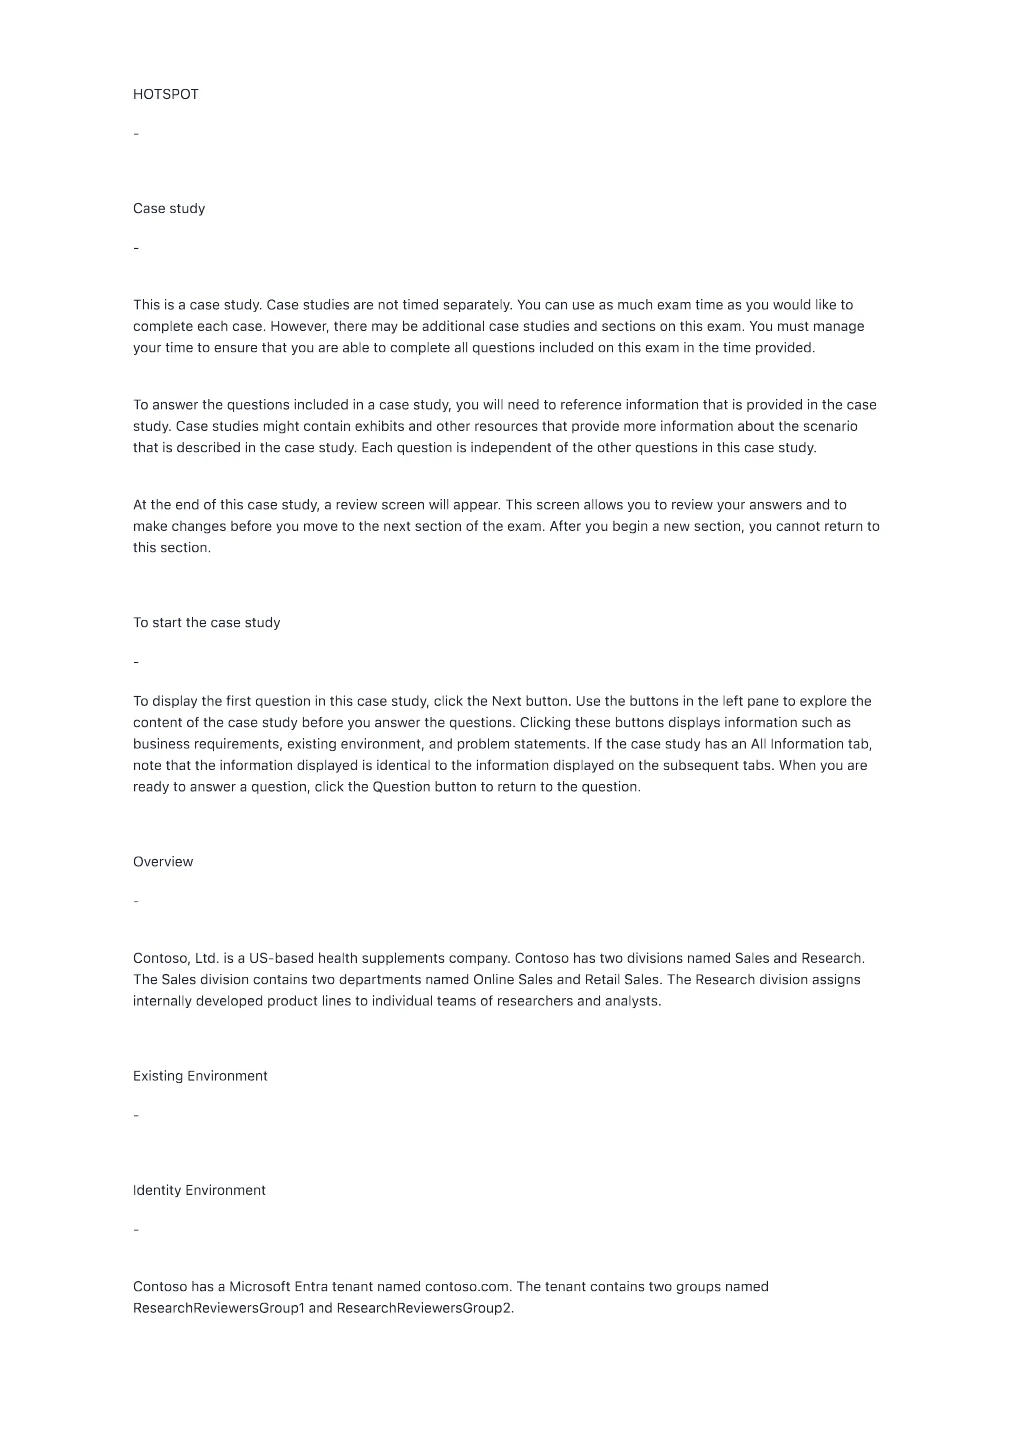 HOTSPOT
-
Case study
-
This is a case study. Case studies are not timed separately. You can use as much exam time as you would like to
complete each case. However, there may be additional case studies and sections on this exam. You must manage
your time to ensure that you are able to complete all questions included on this exam in the time provided.
To answer the questions included in a case study, you will need to reference information that is provided in the case
study. Case studies might contain exhibits and other resources that provide more information about the scenario
that is described in the case study. Each question is independent of the other questions in this case study.
At the end of this case study, a review screen will appear. This screen allows you to review your answers and to
make changes before you move to the next section of the exam. After you begin a new section, you cannot return to
this section.
To start the case study
-
To display the first question in this case study, click the Next button. Use the buttons in the left pane to explore the
content of the case study before you answer the questions. Clicking these buttons displays information such as
business requirements, existing environment, and problem statements. If the case study has an All Information tab,
note that the information displayed is identical to the information displayed on the subsequent tabs. When you are
ready to answer a question, click the Question button to return to the question.
Overview
-
Contoso, Ltd. is a US-based health supplements company. Contoso has two divisions named Sales and Research.
The Sales division contains two departments named Online Sales and Retail Sales. The Research division assigns
internally developed product lines to individual teams of researchers and analysts.
Existing Environment
-
Identity Environment
-
Contoso has a Microsoft Entra tenant named contoso.com. The tenant contains two groups named
ResearchReviewersGroup1 and ResearchReviewersGroup2.